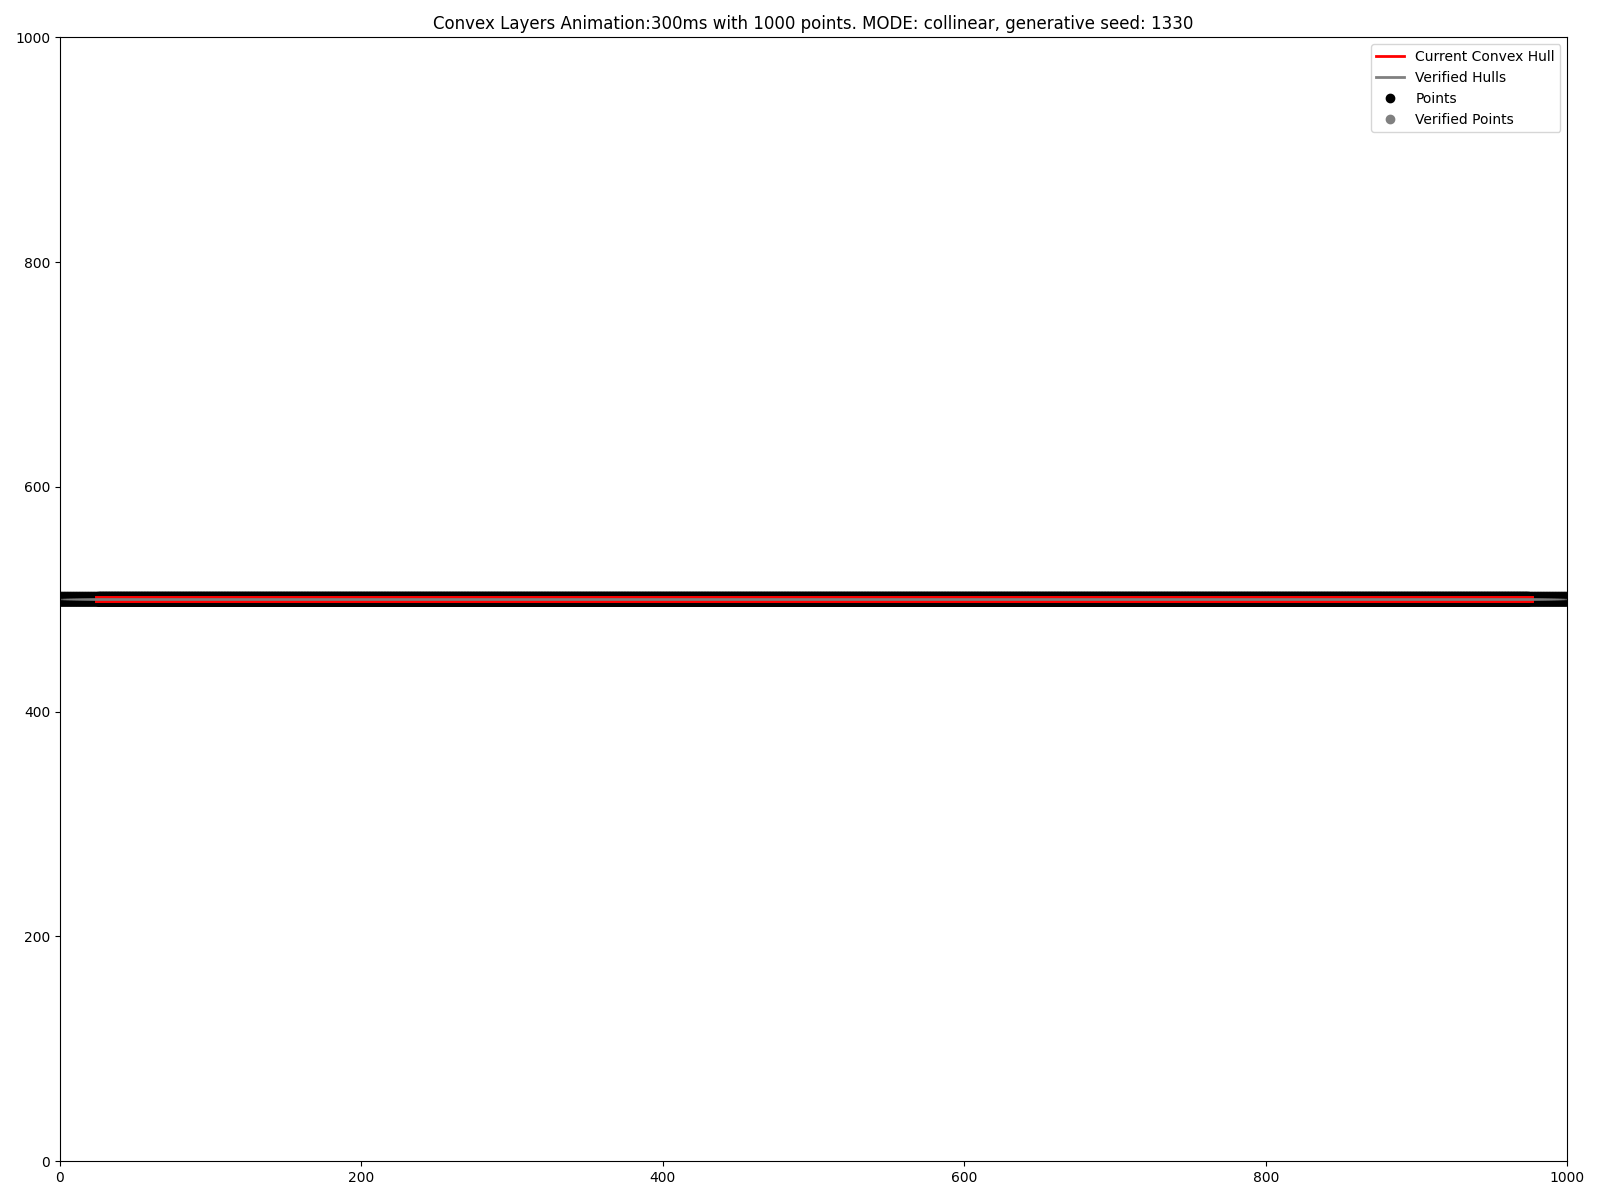 Convex Layers Animation:300ms with 1000 points. MODE: collinear, generative seed: 1330
1000
800
600
400
200
0
Current Convex Hull
Verified Hulls
Points
Verified Points
0 200 400 600 800 1000